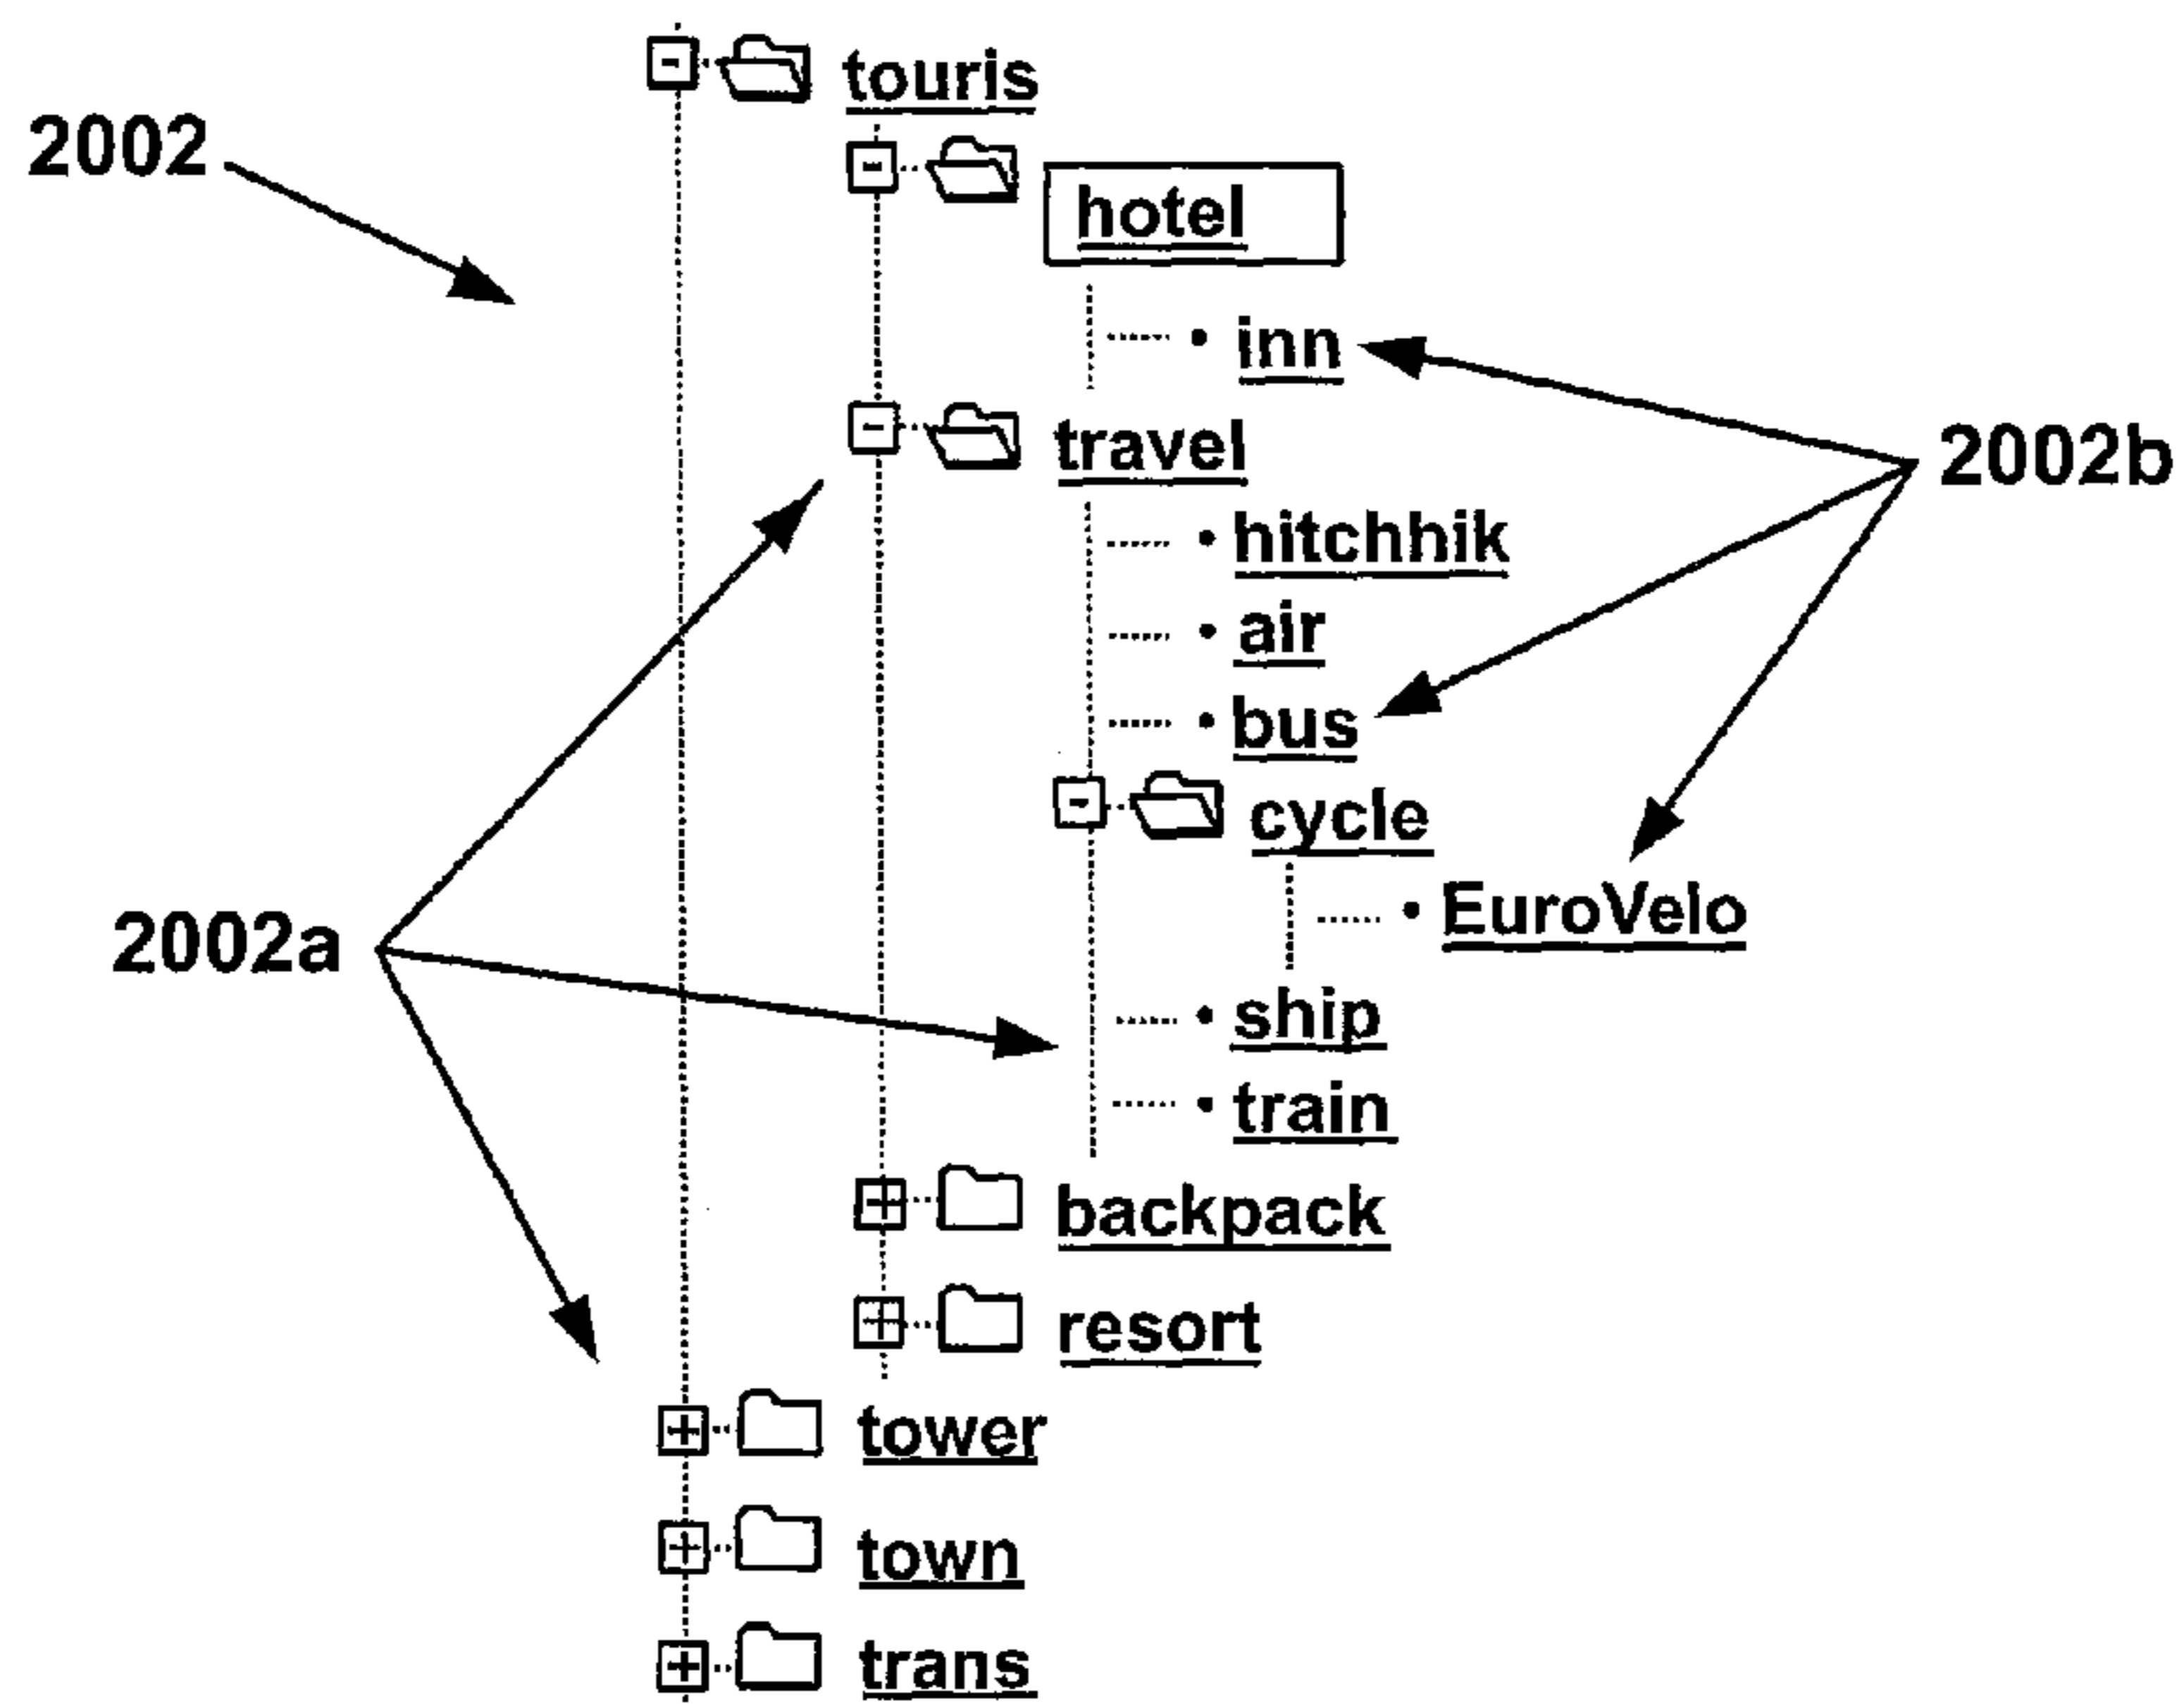 touris
2002
hotel
inn
travel
2002b
hitchhik
air
bus
cycle
EuroVelo
2002a
ship
train
backpack
resort
tower
town
trans